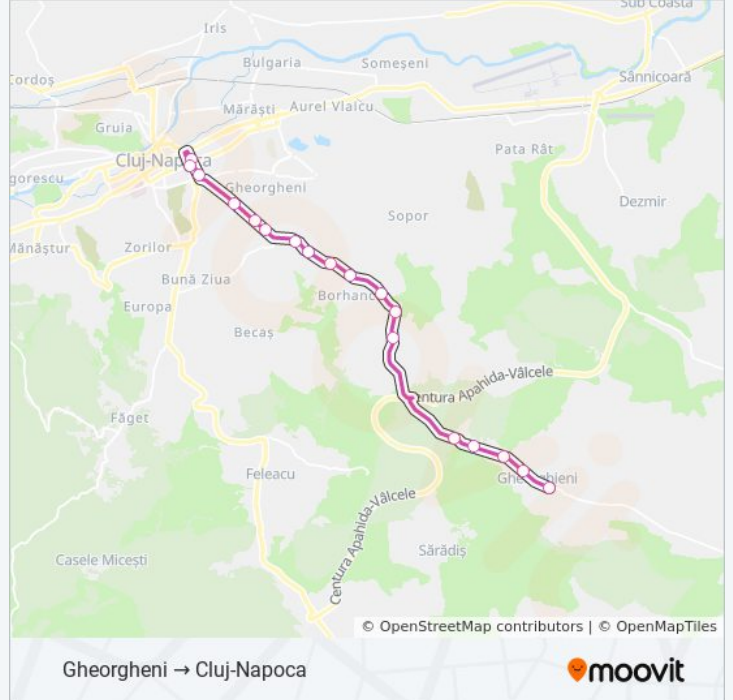 Sub Coastă
Iris
Bulgaria
Someșeni
Cordoș
Sânnicoară
Mărăști
Aurel Vlaicu
Gruia
Pata Rât
Cluj-Napoca
gorescu
Gheorgheni
Dezmir
Sopor
Mănăștur
Zorilor
Bună Ziua
Borhanci
Europa
Becaș
Centura Apahida-Vâlcele
Făget
Feleacu
Gheorghieni
Centura Apahida-Vâlcele
Sărădiș
Casele Micești
© OpenStreetMap contributors | © OpenMapTiles
Gheorgheni → Cluj-Napoca
moovit